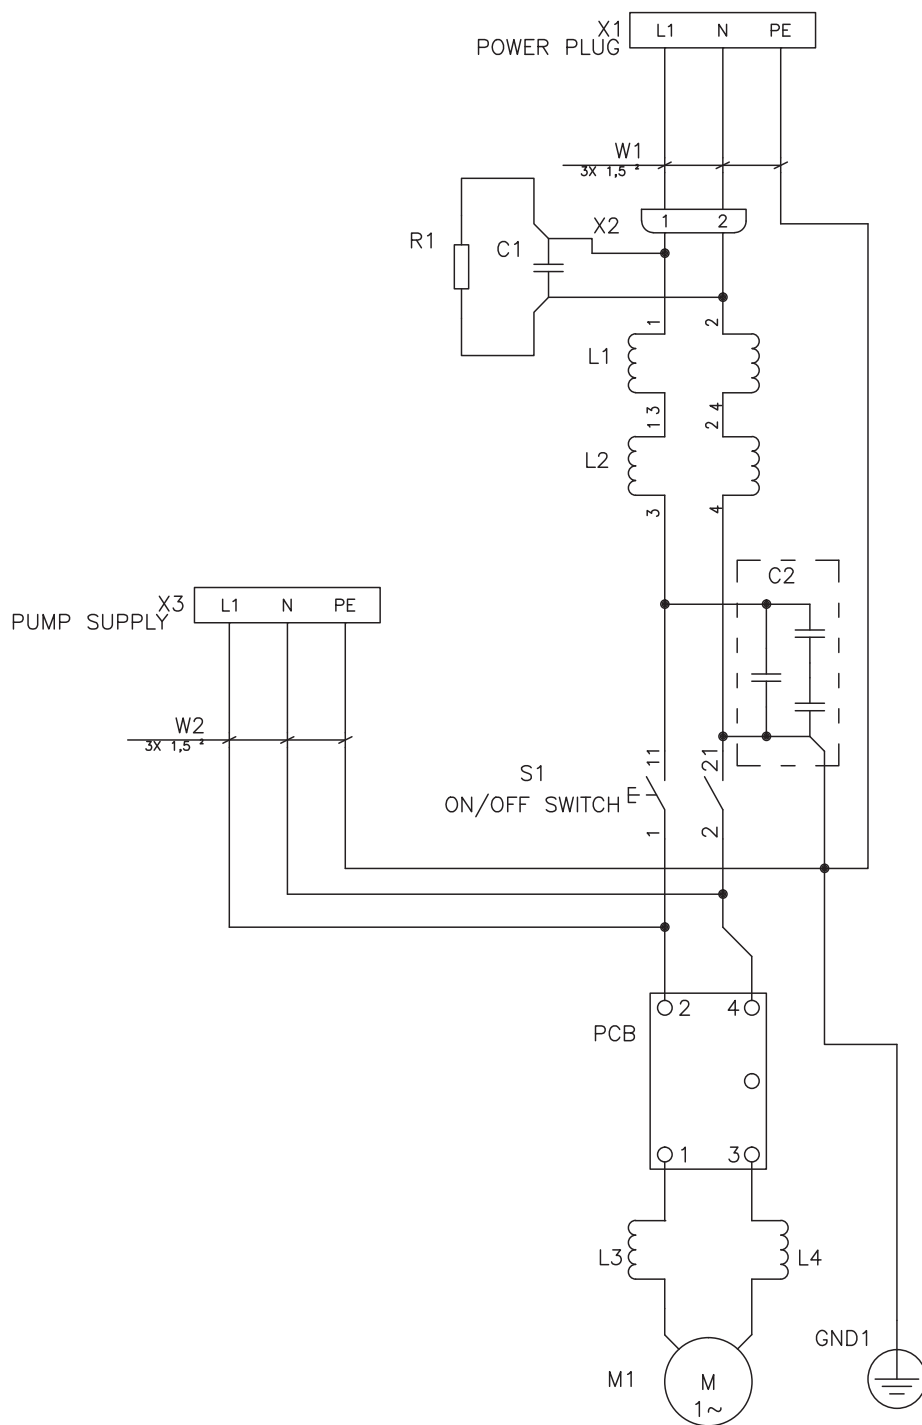 X1
POWER PLUG
L1 N PE
W1
3X 1,5 ²
1 2
X2
R1
C1
1 2
L1
3 4
1 2
L2
3 4
C2
X3
PUMP SUPPLY
L1 N PE
W2
3X 1,5 ²
11 21
S1
ON/OFF SWITCH
1 2
2 4
PCB
1 3
L3 L4
GND1
M1
M
1~